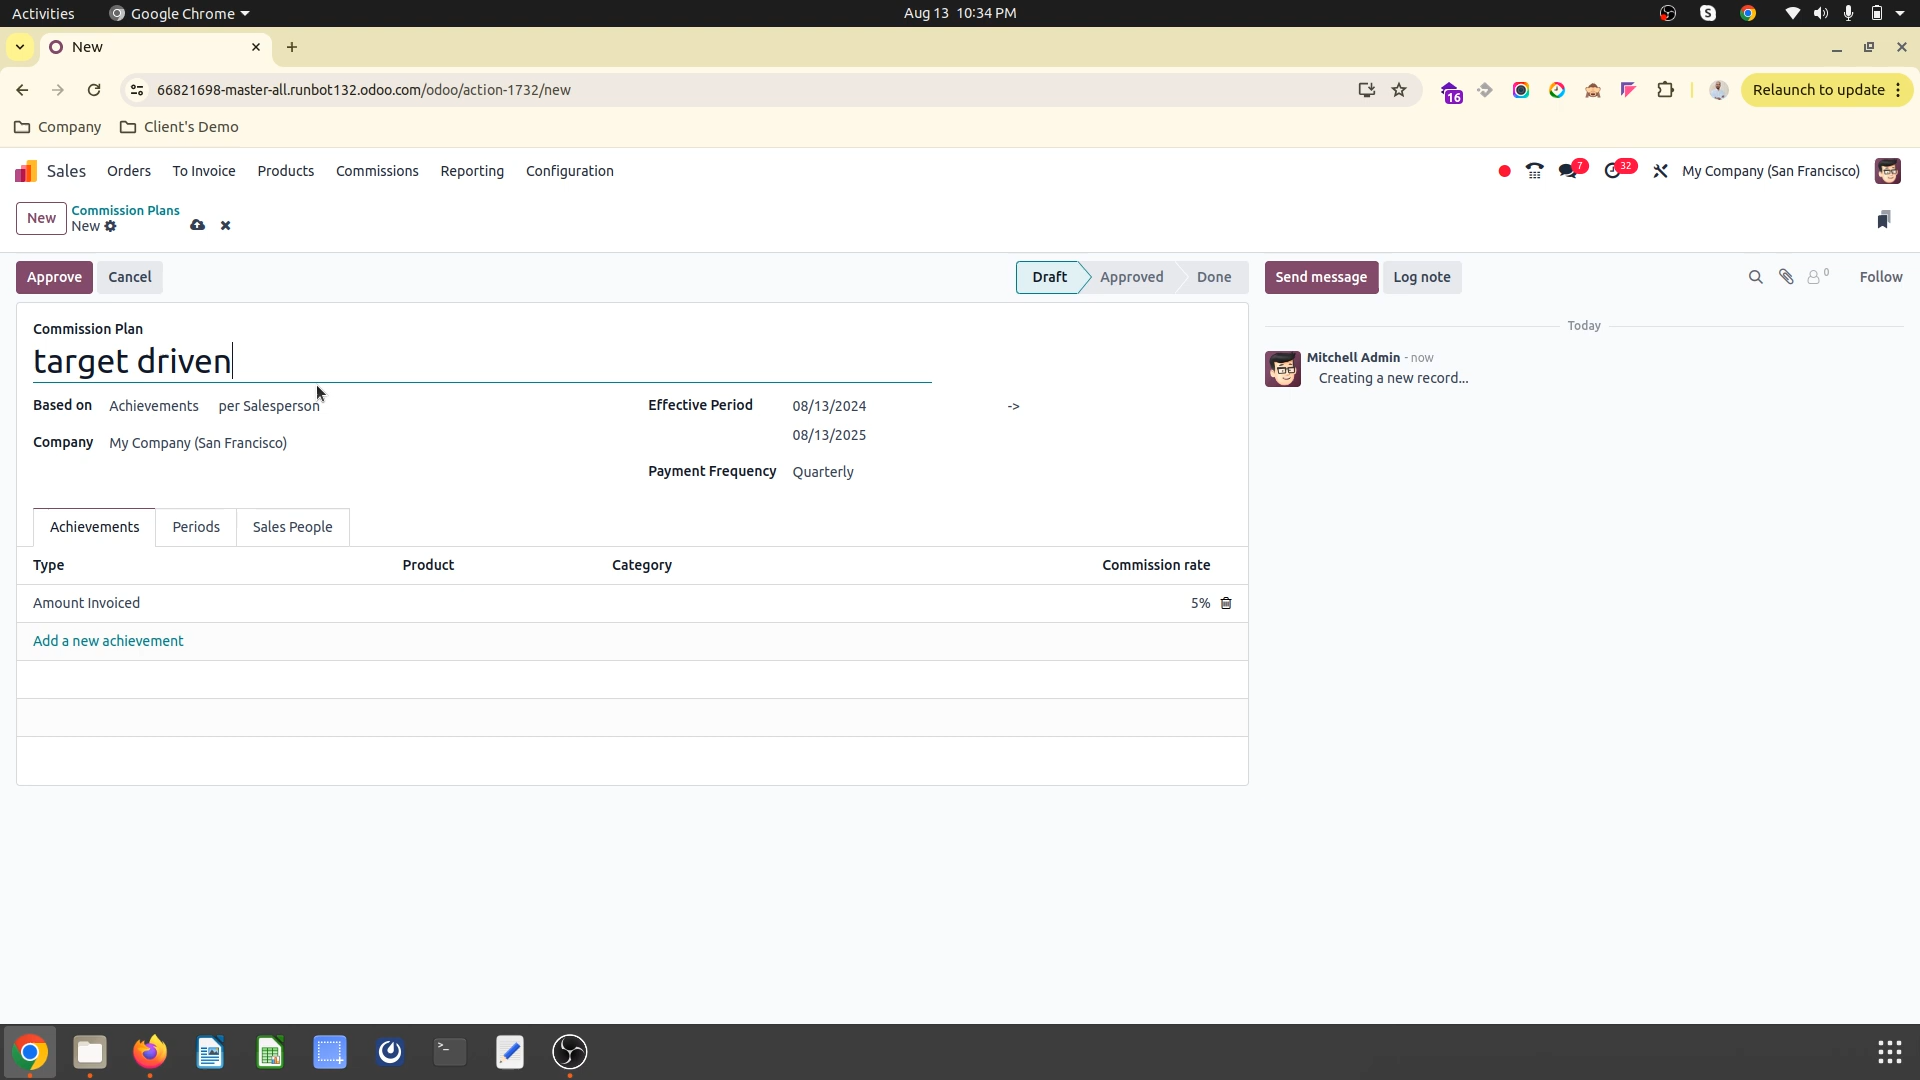 Activities Google Chrome Aug 13 10:34 PM S
New
66821698-master-all.runbot132.odoo.com/odoo/action-1732/new 16 Relaunch to update
Company Client's Demo
Sales Orders To Invoice Products Commissions Reporting Configuration 7 32 My Company (San Francisco)
New Commission Plans
New
Approve Cancel Draft Approved Done Send message Log note 0 Follow
Commission Plan Today
target driven Mitchell Admin - now
Creating a new record...
Based on Achievements per Salesperson Effective Period 08/13/2024 ->
08/13/2025
Company My Company (San Francisco)
Payment Frequency Quarterly
Achievements Periods Sales People
Type Product Category Commission rate
Amount Invoiced 5%
Add a new achievement